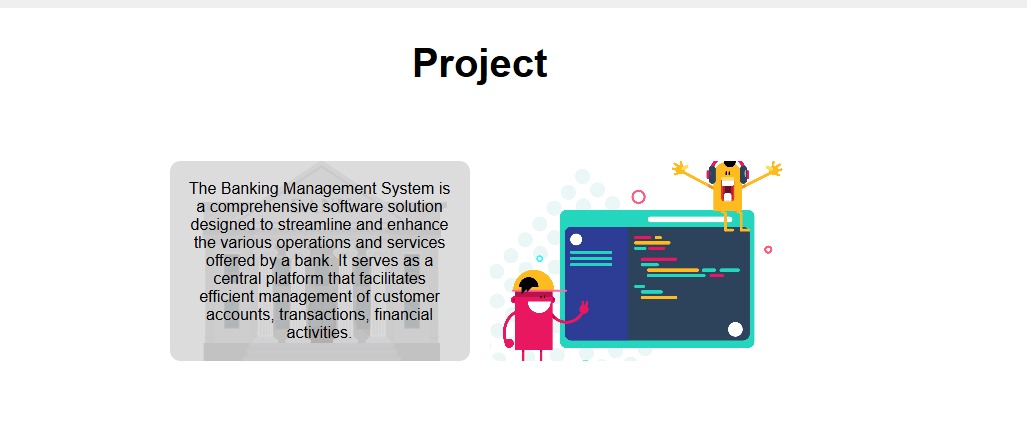 Project
The Banking Management System is
a comprehensive software solution
designed to streamline and enhance
the various operations and services
offered by a bank. It serves as a
central platform that facilitates
efficient management of customer
accounts, transactions, financial
activities.